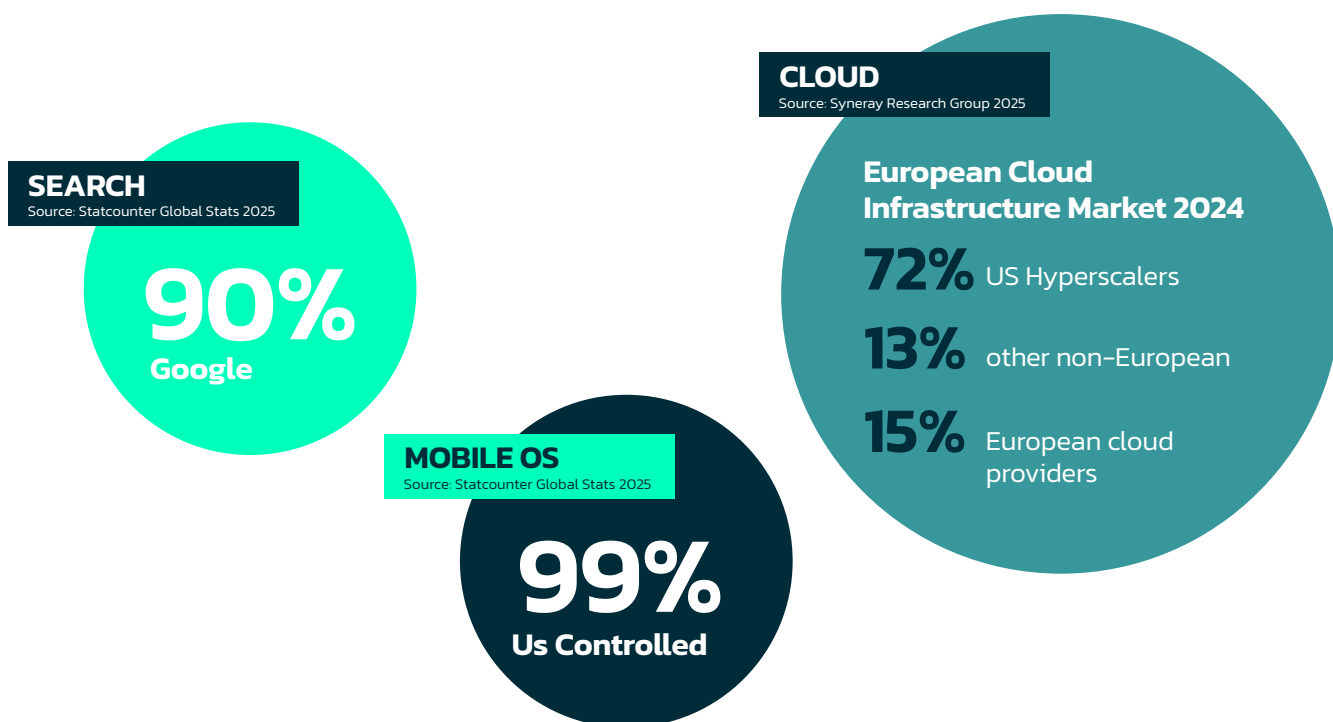 SEARCH
Source: Statcounter Global Stats 2025
90%
Google
MOBILE OS
Source: Statcounter Global Stats 2025
99%
Us Controlled
CLOUD
Source: Syneray Research Group 2025
European Cloud
Infrastructure Market 2024
72% US Hyperscalers
13% other non-European
15% European cloud
providers